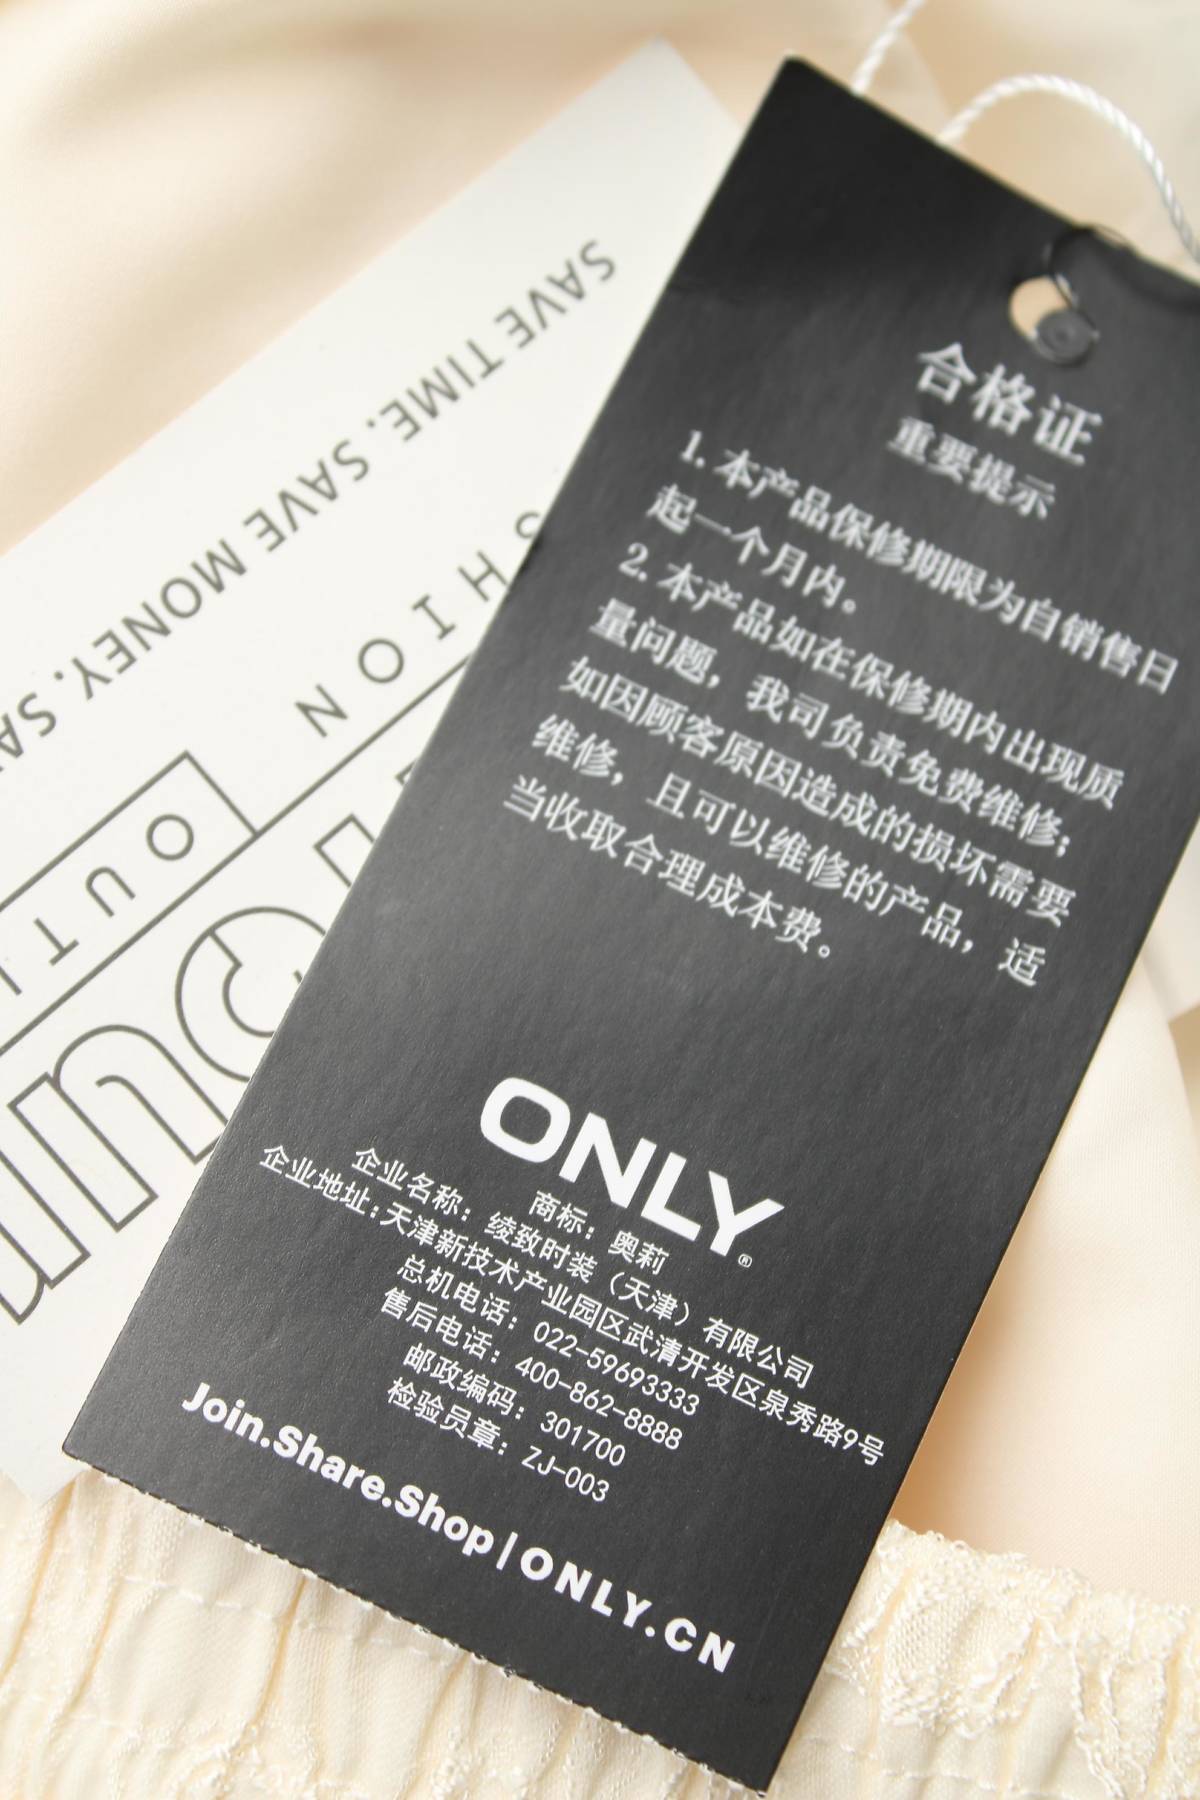 合格证
重要提示
1. 本产品保修期限为自销售日
起一个月内。
2. 本产品如在保修期内出现质
量问题，我司负责免费维修；
如因顾客原因造成的损坏需要
维修，且可以维修的产品，适
当收取合理成本费。
ONLY®
商标：奥莉
企业名称：绫致时装（天津）有限公司
企业地址：天津新技术产业园区武清开发区泉秀路9号
总机电话：022-59693333
售后电话：400-862-8888
邮政编码：301700
检验员章：ZJ-003
Join.Share.Shop|ONLY.CN
SAVE TIME. SAVE MONEY.